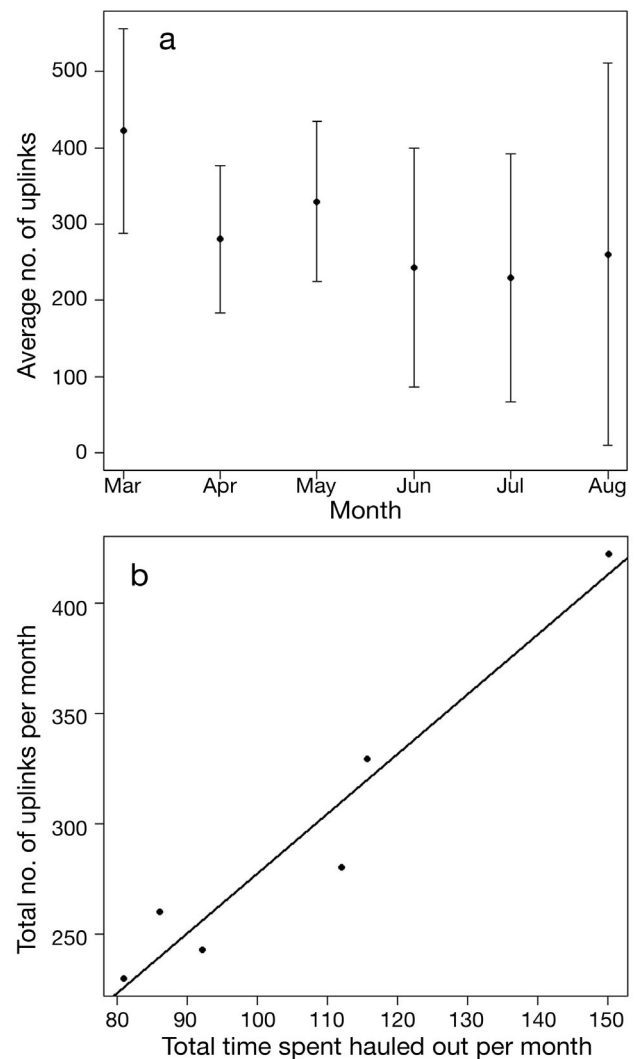 a
500
400
300
200
100
0
Average no. of uplinks
Mar Apr May Jun Jul Aug
Month
b
400
350
300
250
Total no. of uplinks per month
80 90 100 110 120 130 140 150
Total time spent hauled out per month